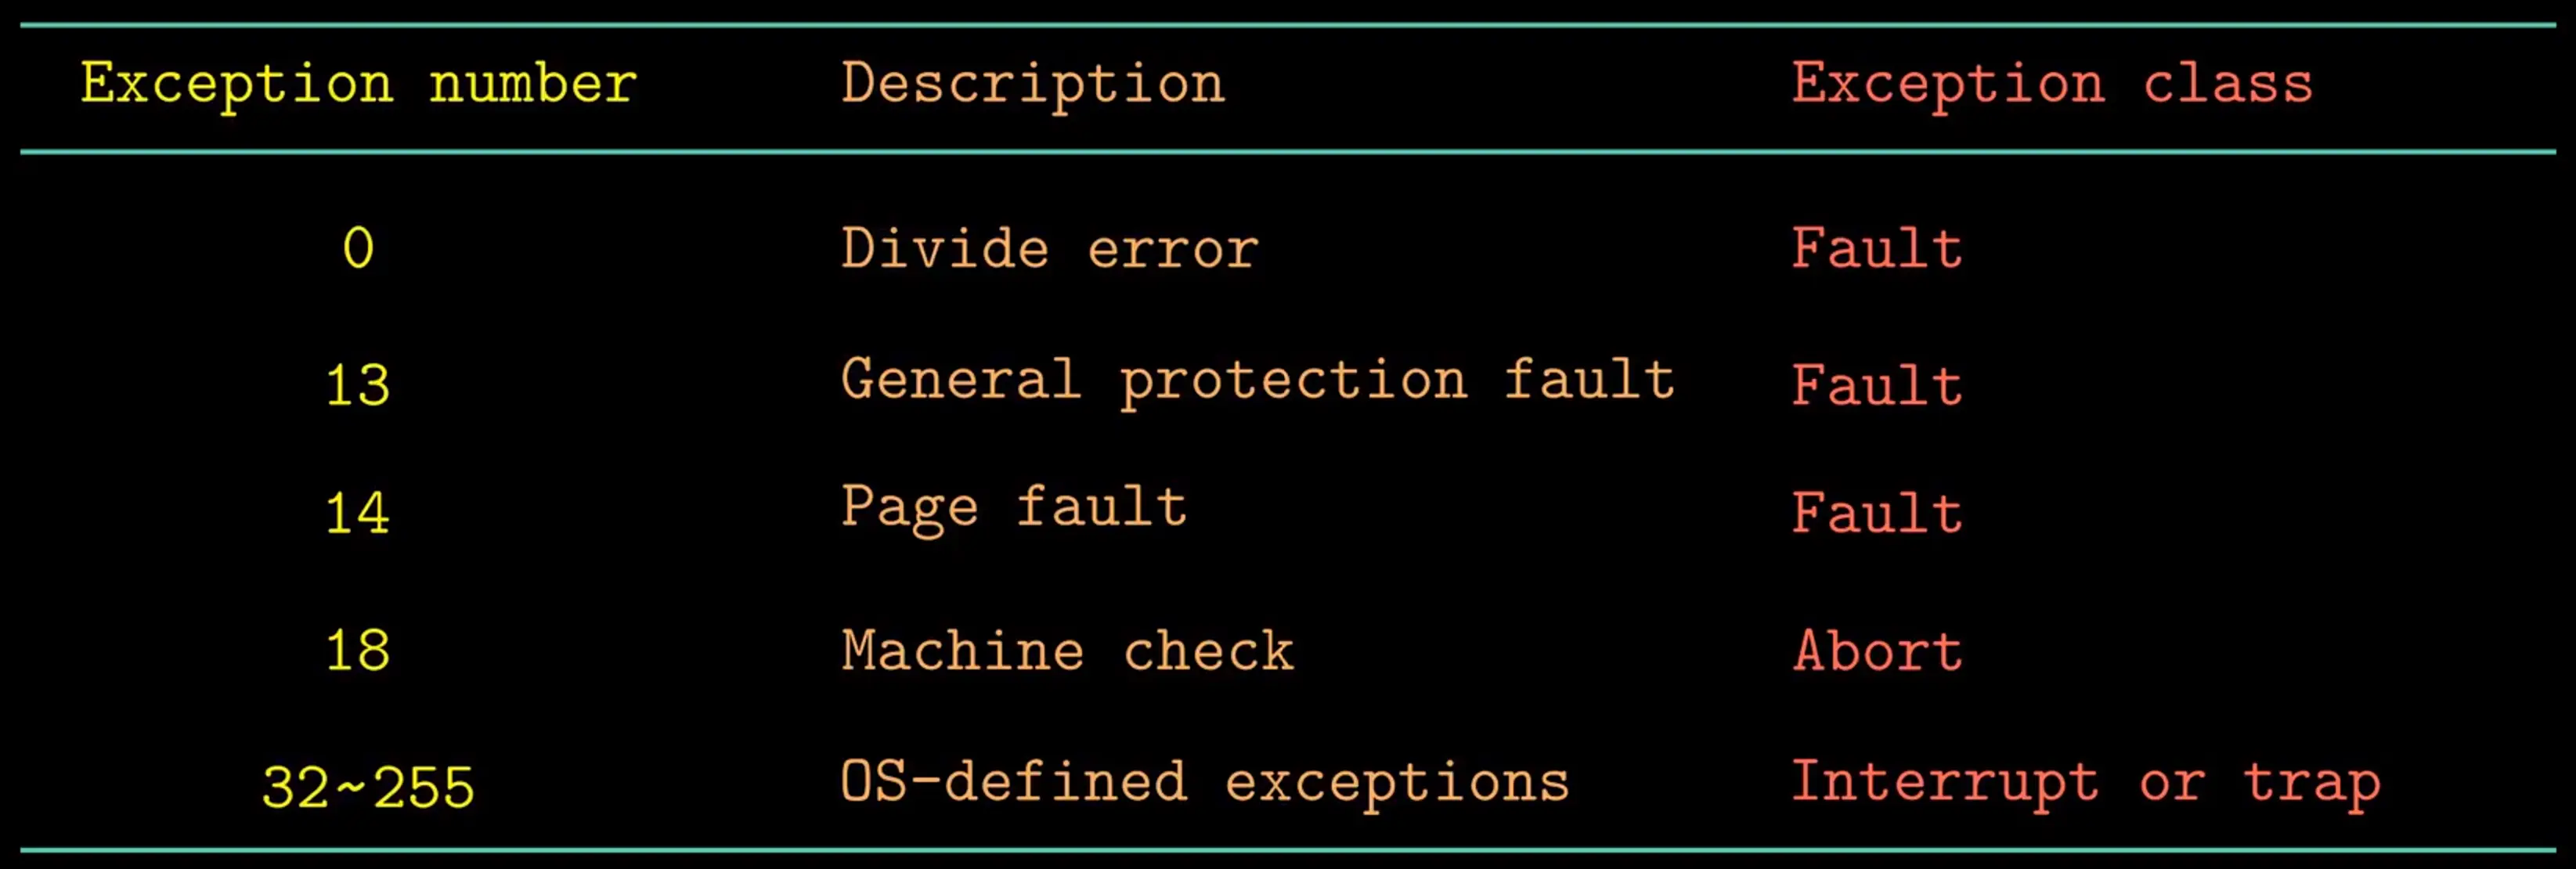 Exception number Description Exception class
0 Divide error Fault
13 General protection fault Fault
14 Page fault Fault
18 Machine check Abort
32~255 OS-defined exceptions Interrupt or trap